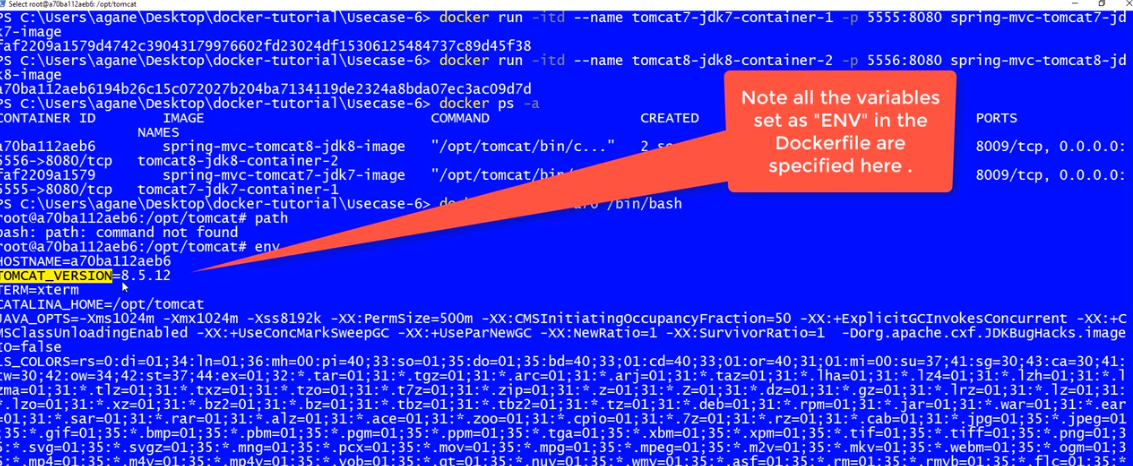 Select root@a70ba112aeb6: /opt/tomcat
PS C:\Users\agane\Desktop\docker-tutorial\Usecase-6> docker run -itd --name tomcat7-jdk7-container-1 -p 5555:8080 spring-mvc-tomcat7-jd
k7-image
faf2209a1579d4742c39043179976602fd23024df15306125484737c89d45f38
PS C:\Users\agane\Desktop\docker-tutorial\Usecase-6> docker run -itd --name tomcat8-jdk8-container-2 -p 5556:8080 spring-mvc-tomcat8-jd
k8-image
a70ba112aeb6194b26c15c072027b204ba7134119de2324a8bda07ec3ac09d7d
PS C:\Users\agane\Desktop\docker-tutorial\Usecase-6> docker ps -a
CONTAINER ID IMAGE COMMAND CREATED PORTS
NAMES
a70ba112aeb6 spring-mvc-tomcat8-jdk8-image "/opt/tomcat/bin/c..." 2 8009/tcp, 0.0.0.0:
5556->8080/tcp tomcat8-jdk8-container-2
faf2209a1579 spring-mvc-tomcat7-jdk7-image "/opt/tomcat/bin/ 8009/tcp, 0.0.0.0:
5555->8080/tcp tomcat7-jdk7-container-1
PS C:\Users\agane\Desktop\docker-tutorial\Usecase-6> /bin/bash
root@a70ba112aeb6:/opt/tomcat# path
bash: path: command not found
root@a70ba112aeb6:/opt/tomcat# env
HOSTNAME=a70ba112aeb6
TOMCAT_VERSION=8.5.12
TERM=xterm
CATALINA_HOME=/opt/tomcat
JAVA_OPTS=-Xms1024m -Xmx1024m -Xss8192k -XX:PermSize=500m -XX:CMSInitiatingOccupancyFraction=50 -XX:+ExplicitGCInvokesConcurrent -XX:+C
MSClassUnloadingEnabled -XX:+UseConcMarkSweepGC -XX:+UseParNewGC -XX:NewRatio=1 -XX:SurvivorRatio=1 -Dorg.apache.cxf.JDKBugHacks.image
IO=false
LS_COLORS=rs=0:di=01;34:ln=01;36:mh=00:pi=40;33:so=01;35:do=01;35:bd=40;33;01:cd=40;33;01:or=40;31;01:mi=00:su=37;41:sg=30;43:ca=30;41:
tw=30;42:ow=34;42:st=37;44:ex=01;32:*.tar=01;31:*.tgz=01;31:*.arc=01;31:*.arj=01;31:*.taz=01;31:*.lha=01;31:*.lz4=01;31:*.lzh=01;31:*.l
zma=01;31:*.tlz=01;31:*.txz=01;31:*.tzo=01;31:*.t7z=01;31:*.zip=01;31:*.z=01;31:*.Z=01;31:*.dz=01;31:*.gz=01;31:*.lrz=01;31:*.lz=01;31:
*.lzo=01;31:*.xz=01;31:*.bz2=01;31:*.bz=01;31:*.tbz=01;31:*.tbz2=01;31:*.tz=01;31:*.deb=01;31:*.rpm=01;31:*.jar=01;31:*.war=01;31:*.ear
=01;31:*.sar=01;31:*.rar=01;31:*.alz=01;31:*.ace=01;31:*.zoo=01;31:*.cpio=01;31:*.7z=01;31:*.rz=01;31:*.cab=01;31:*.jpg=01;35:*.jpeg=01
;35:*.gif=01;35:*.bmp=01;35:*.pbm=01;35:*.pgm=01;35:*.ppm=01;35:*.tga=01;35:*.xbm=01;35:*.xpm=01;35:*.tif=01;35:*.tiff=01;35:*.png=01;3
5:*.svg=01;35:*.svgz=01;35:*.mng=01;35:*.pcx=01;35:*.mov=01;35:*.mpg=01;35:*.mpeg=01;35:*.m2v=01;35:*.mkv=01;35:*.webm=01;35:*.ogm=01;3
5:*.mp4=01;35:*.m4v=01;35:*.mp4v=01;35:*.vob=01;35:*.qt=01;35:*.nuv=01;35:*.wmv=01;35:*.asf=01;35:*.rm=01;35:*.rmvb=01;35:*.flc=01;35:
Note all the variables
set as "ENV" in the
Dockerfile are
specified here .